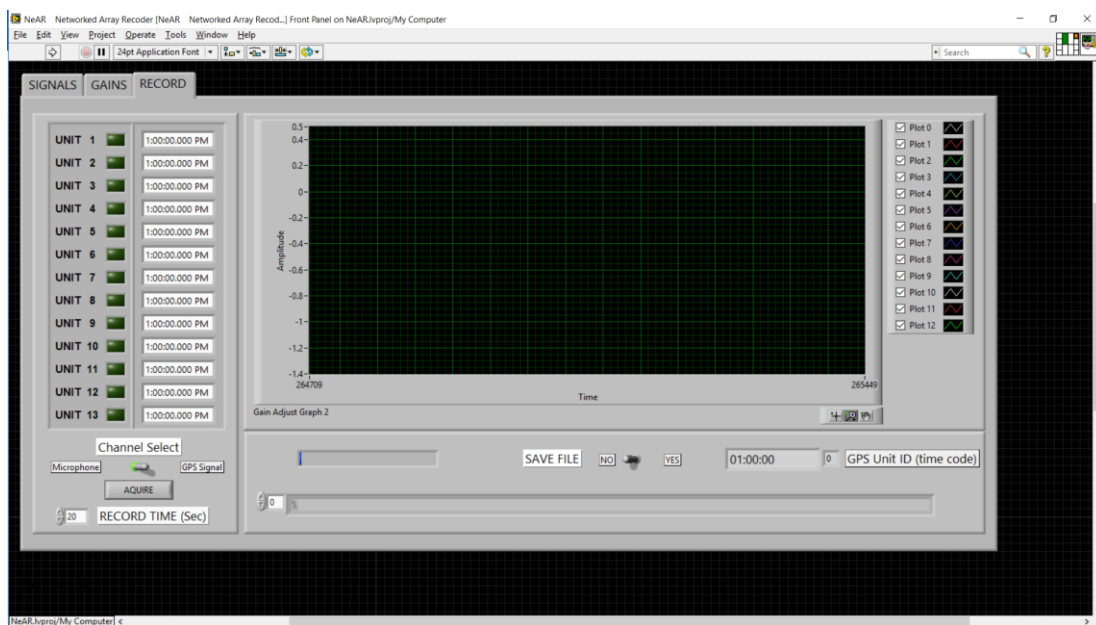 NeAR   Networked Array Recoder [NeAR   Networked Array Recod...] Front Panel on NeAR.lvproj/My Computer
File Edit View Project Operate Tools Window Help
24pt Application Font
Search
SIGNALS GAINS RECORD
UNIT 1 1:00:00.000 PM
UNIT 2 1:00:00.000 PM
UNIT 3 1:00:00.000 PM
UNIT 4 1:00:00.000 PM
UNIT 5 1:00:00.000 PM
UNIT 6 1:00:00.000 PM
UNIT 7 1:00:00.000 PM
UNIT 8 1:00:00.000 PM
UNIT 9 1:00:00.000 PM
UNIT 10 1:00:00.000 PM
UNIT 11 1:00:00.000 PM
UNIT 12 1:00:00.000 PM
UNIT 13 1:00:00.000 PM
Channel Select
Microphone GPS Signal
AQUIRE
20 RECORD TIME (Sec)
Amplitude
0.5
0.4
0.2
0
-0.2
-0.4
-0.6
-0.8
-1
-1.2
-1.4
264709 265449
Time
Gain Adjust Graph 2
Plot 0
Plot 1
Plot 2
Plot 3
Plot 4
Plot 5
Plot 6
Plot 7
Plot 8
Plot 9
Plot 10
Plot 11
Plot 12
SAVE FILE NO YES 01:00:00 0 GPS Unit ID (time code)
0
NeAR.lvproj/My Computer